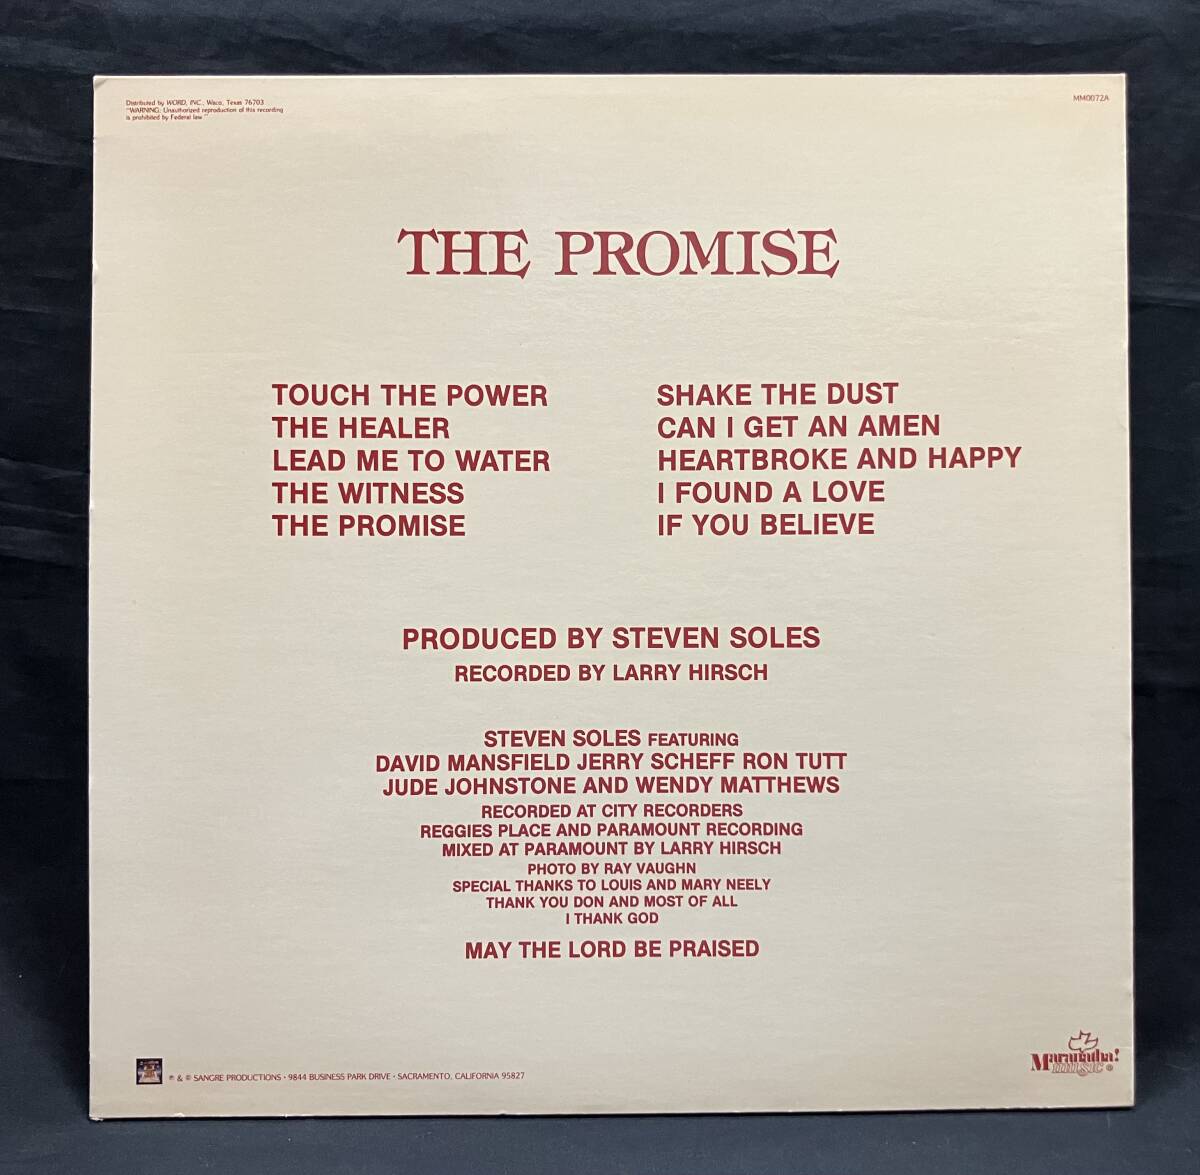 Distributed by WORD, INC., Waco, Texas 76703
"WARNING: Unauthorized reproduction of this recording
is prohibited by Federal law"
MM0072A
THE PROMISE
TOUCH THE POWER
THE HEALER
LEAD ME TO WATER
THE WITNESS
THE PROMISE
SHAKE THE DUST
CAN I GET AN AMEN
HEARTBROKE AND HAPPY
I FOUND A LOVE
IF YOU BELIEVE
PRODUCED BY STEVEN SOLES
RECORDED BY LARRY HIRSCH
STEVEN SOLES FEATURING
DAVID MANSFIELD JERRY SCHEFF RON TUTT
JUDE JOHNSTONE AND WENDY MATTHEWS
RECORDED AT CITY RECORDERS
REGGIES PLACE AND PARAMOUNT RECORDING
MIXED AT PARAMOUNT BY LARRY HIRSCH
PHOTO BY RAY VAUGHN
SPECIAL THANKS TO LOUIS AND MARY NEELY
THANK YOU DON AND MOST OF ALL
I THANK GOD
MAY THE LORD BE PRAISED
℗ & © SANGRE PRODUCTIONS • 9844 BUSINESS PARK DRIVE • SACRAMENTO, CALIFORNIA 95827
Maranatha!
MUSIC ®